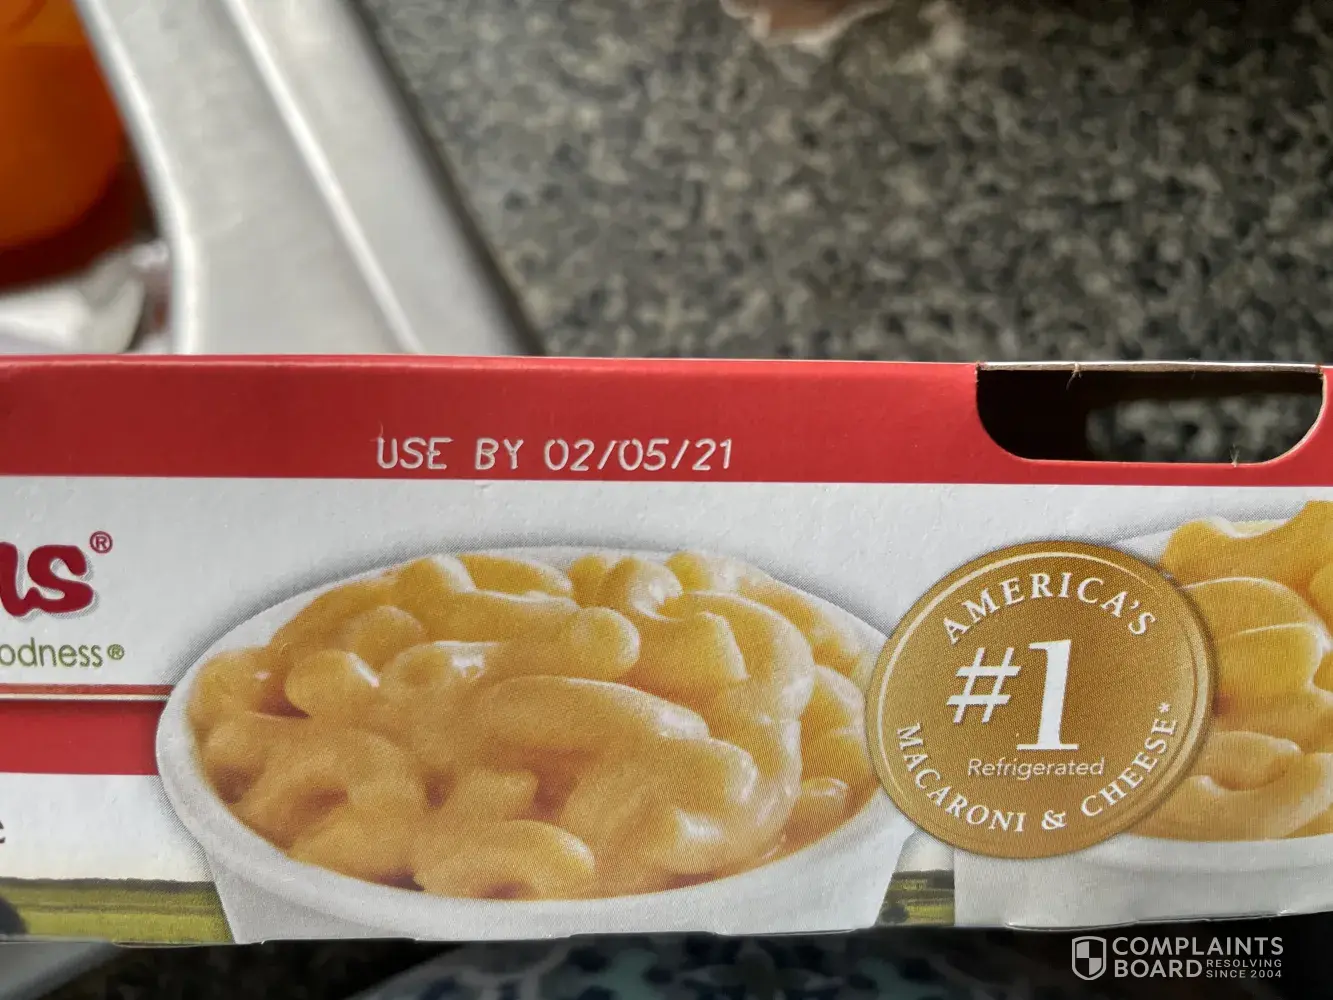 USE BY 02/05/21
ns®
odness®
AMERICA'S
#1
Refrigerated
MACARONI & CHEESE*
COMPLAINTS
BOARD RESOLVING
SINCE 2004